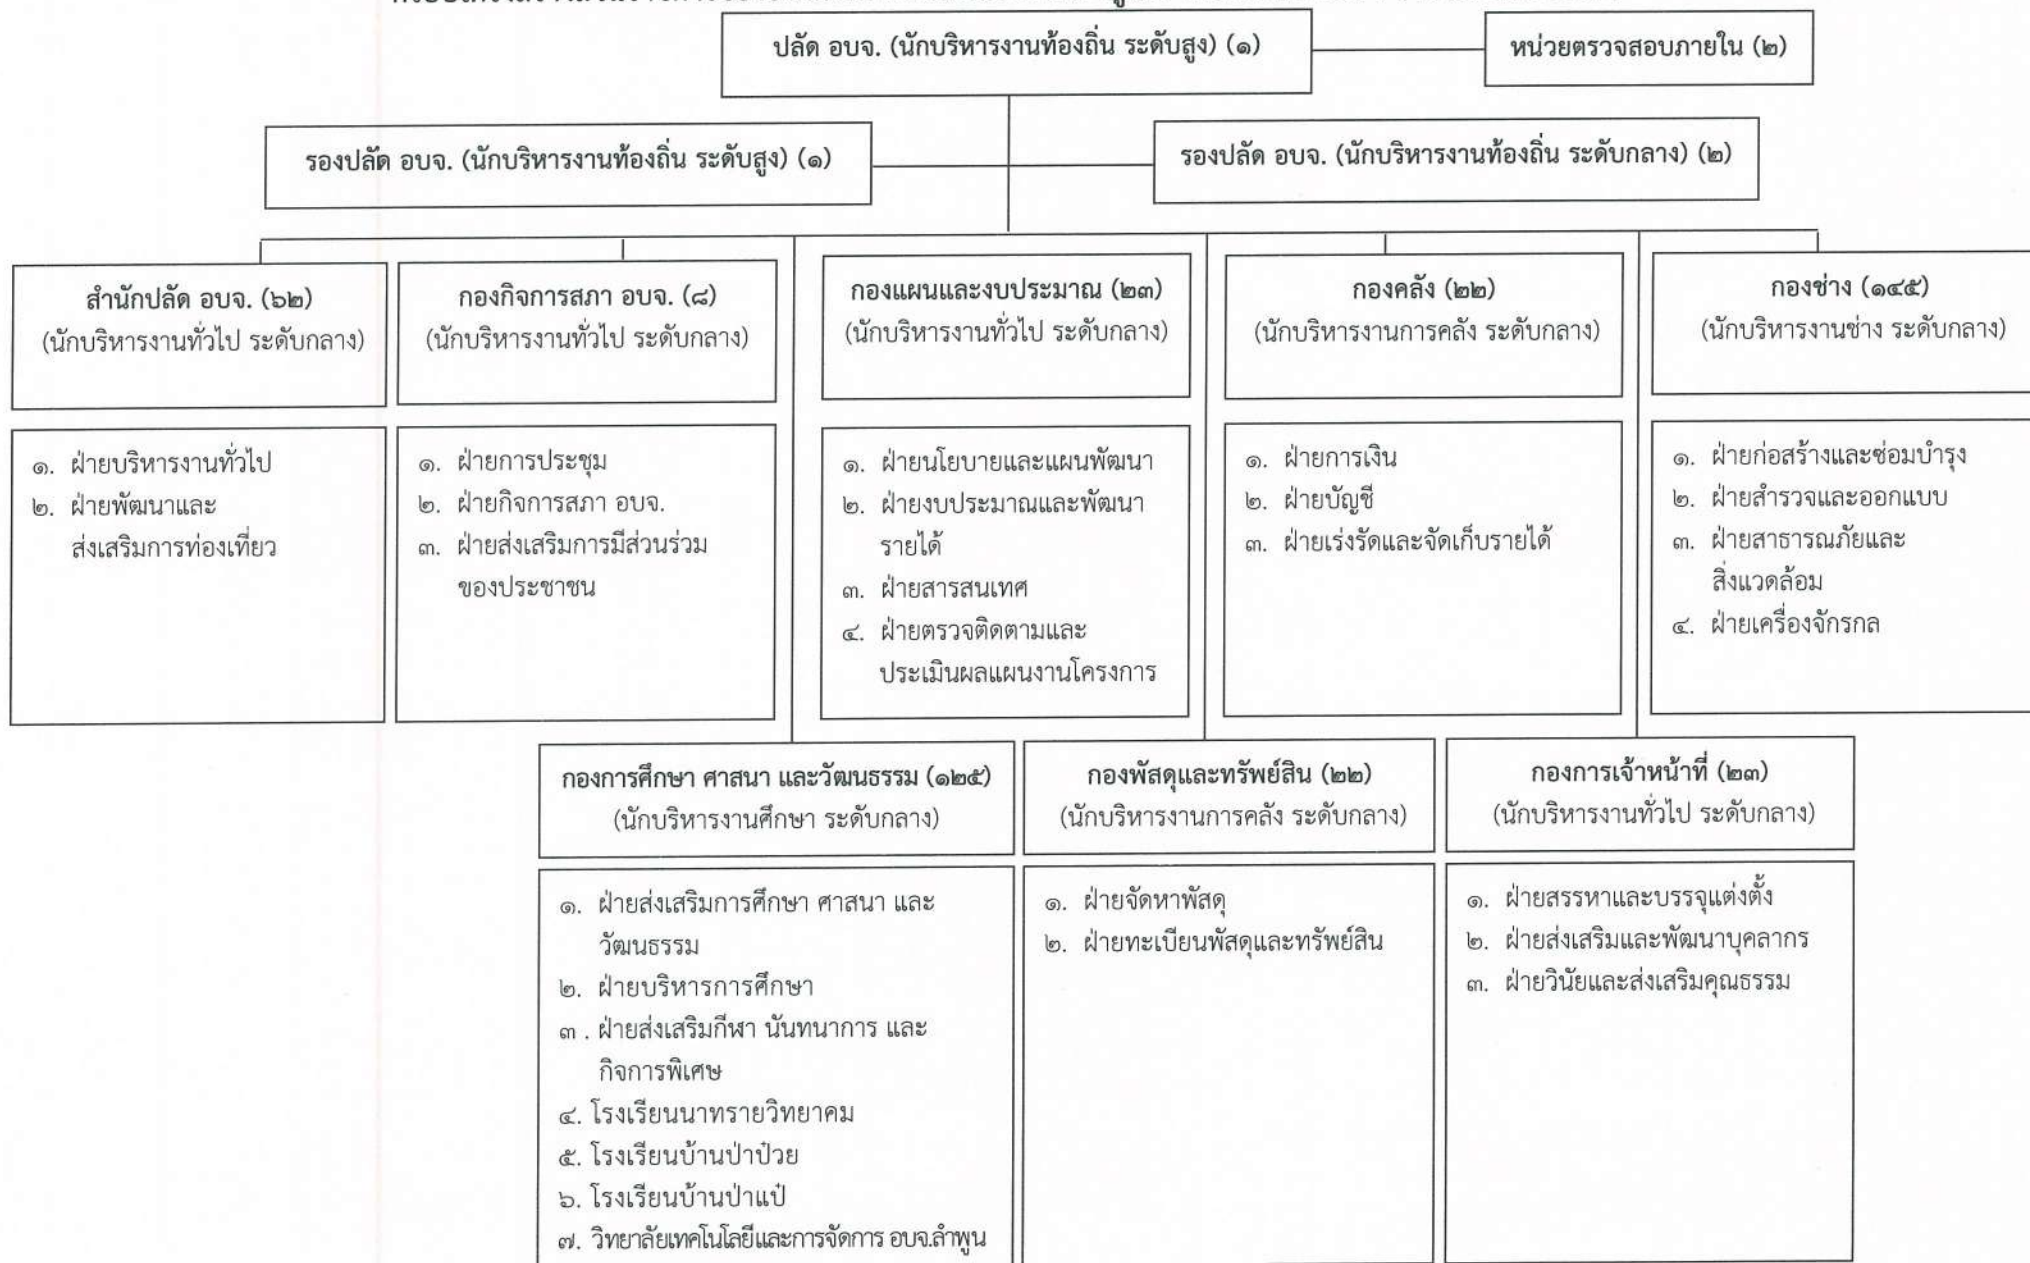 ปลัด อบจ. (นักบริหารงานท้องถิ่น ระดับสูง) (๑)
หน่วยตรวจสอบภายใน (๒)
รองปลัด อบจ. (นักบริหารงานท้องถิ่น ระดับสูง) (๑)
รองปลัด อบจ. (นักบริหารงานท้องถิ่น ระดับกลาง) (๒)
สำนักปลัด อบจ. (๖๒)
(นักบริหารงานทั่วไป ระดับกลาง)
๑. ฝ่ายบริหารงานทั่วไป
๒. ฝ่ายพัฒนาและ
ส่งเสริมการท่องเที่ยว
กองกิจการสภา อบจ. (๘)
(นักบริหารงานทั่วไป ระดับกลาง)
๑. ฝ่ายการประชุม
๒. ฝ่ายกิจการสภา อบจ.
๓. ฝ่ายส่งเสริมการมีส่วนร่วม
ของประชาชน
กองแผนและงบประมาณ (๒๓)
(นักบริหารงานทั่วไป ระดับกลาง)
๑. ฝ่ายนโยบายและแผนพัฒนา
๒. ฝ่ายงบประมาณและพัฒนา
รายได้
๓. ฝ่ายสารสนเทศ
๔. ฝ่ายตรวจติดตามและ
ประเมินผลแผนงานโครงการ
กองคลัง (๒๒)
(นักบริหารงานการคลัง ระดับกลาง)
๑. ฝ่ายการเงิน
๒. ฝ่ายบัญชี
๓. ฝ่ายเร่งรัดและจัดเก็บรายได้
กองช่าง (๑๔๕)
(นักบริหารงานช่าง ระดับกลาง)
๑. ฝ่ายก่อสร้างและซ่อมบำรุง
๒. ฝ่ายสำรวจและออกแบบ
๓. ฝ่ายสาธารณภัยและ
สิ่งแวดล้อม
๔. ฝ่ายเครื่องจักรกล
กองการศึกษา ศาสนา และวัฒนธรรม (๑๒๕)
(นักบริหารงานศึกษา ระดับกลาง)
๑. ฝ่ายส่งเสริมการศึกษา ศาสนา และ
วัฒนธรรม
๒. ฝ่ายบริหารการศึกษา
๓ . ฝ่ายส่งเสริมกีฬา นันทนาการ และ
กิจการพิเศษ
๔. โรงเรียนนาทรายวิทยาคม
๕. โรงเรียนบ้านป่าป๋วย
๖. โรงเรียนบ้านป่าแป๋
๗. วิทยาลัยเทคโนโลยีและการจัดการ อบจ.ลำพูน
กองพัสดุและทรัพย์สิน (๒๒)
(นักบริหารงานการคลัง ระดับกลาง)
๑. ฝ่ายจัดหาพัสดุ
๒. ฝ่ายทะเบียนพัสดุและทรัพย์สิน
กองการเจ้าหน้าที่ (๒๓)
(นักบริหารงานทั่วไป ระดับกลาง)
๑. ฝ่ายสรรหาและบรรจุแต่งตั้ง
๒. ฝ่ายส่งเสริมและพัฒนาบุคลากร
๓. ฝ่ายวินัยและส่งเสริมคุณธรรม